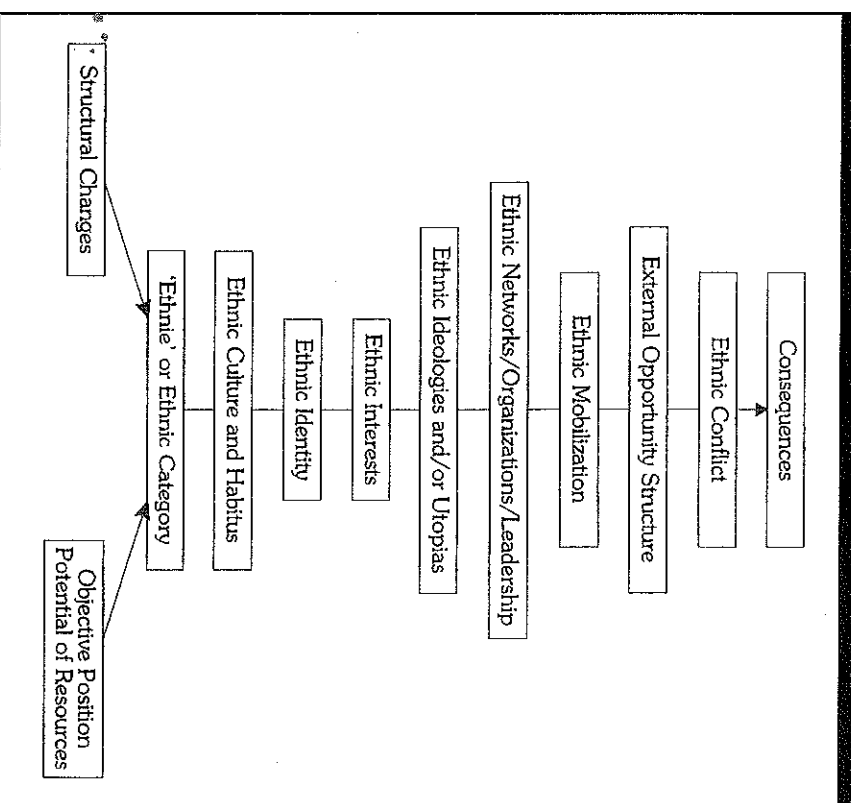 Consequences
Ethnic Conflict
External Opportunity Structure
Ethnic Mobilization
Ethnic Networks/Organizations/Leadership
Ethnic Ideologies and/or Utopias
Ethnic Interests
Ethnic Identity
Ethnic Culture and Habitus
'Ethnie' or Ethnic Category
Structural Changes
Objective Position
Potential of Resources